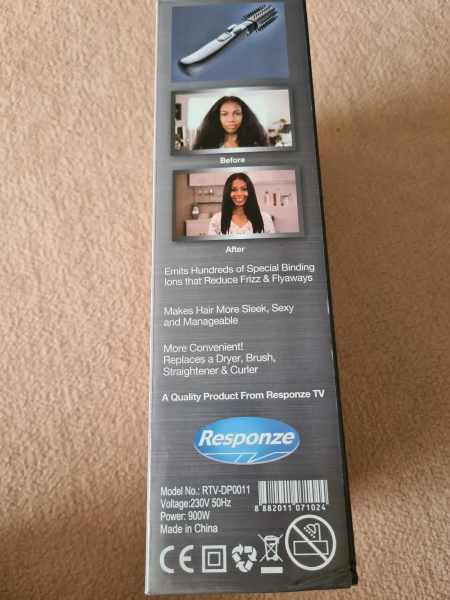 Before
After
Emits Hundreds of Special Binding
Ions that Reduce Frizz & Flyaways
Makes Hair More Sleek, Sexy
and Manageable
More Convenient!
Replaces a Dryer, Brush,
Straightener & Curler
A Quality Product From Responze TV
Responze
Model No.: RTV-DP0011
Voltage:230V 50Hz
Power: 900W
Made in China
8 882011 071024
CE